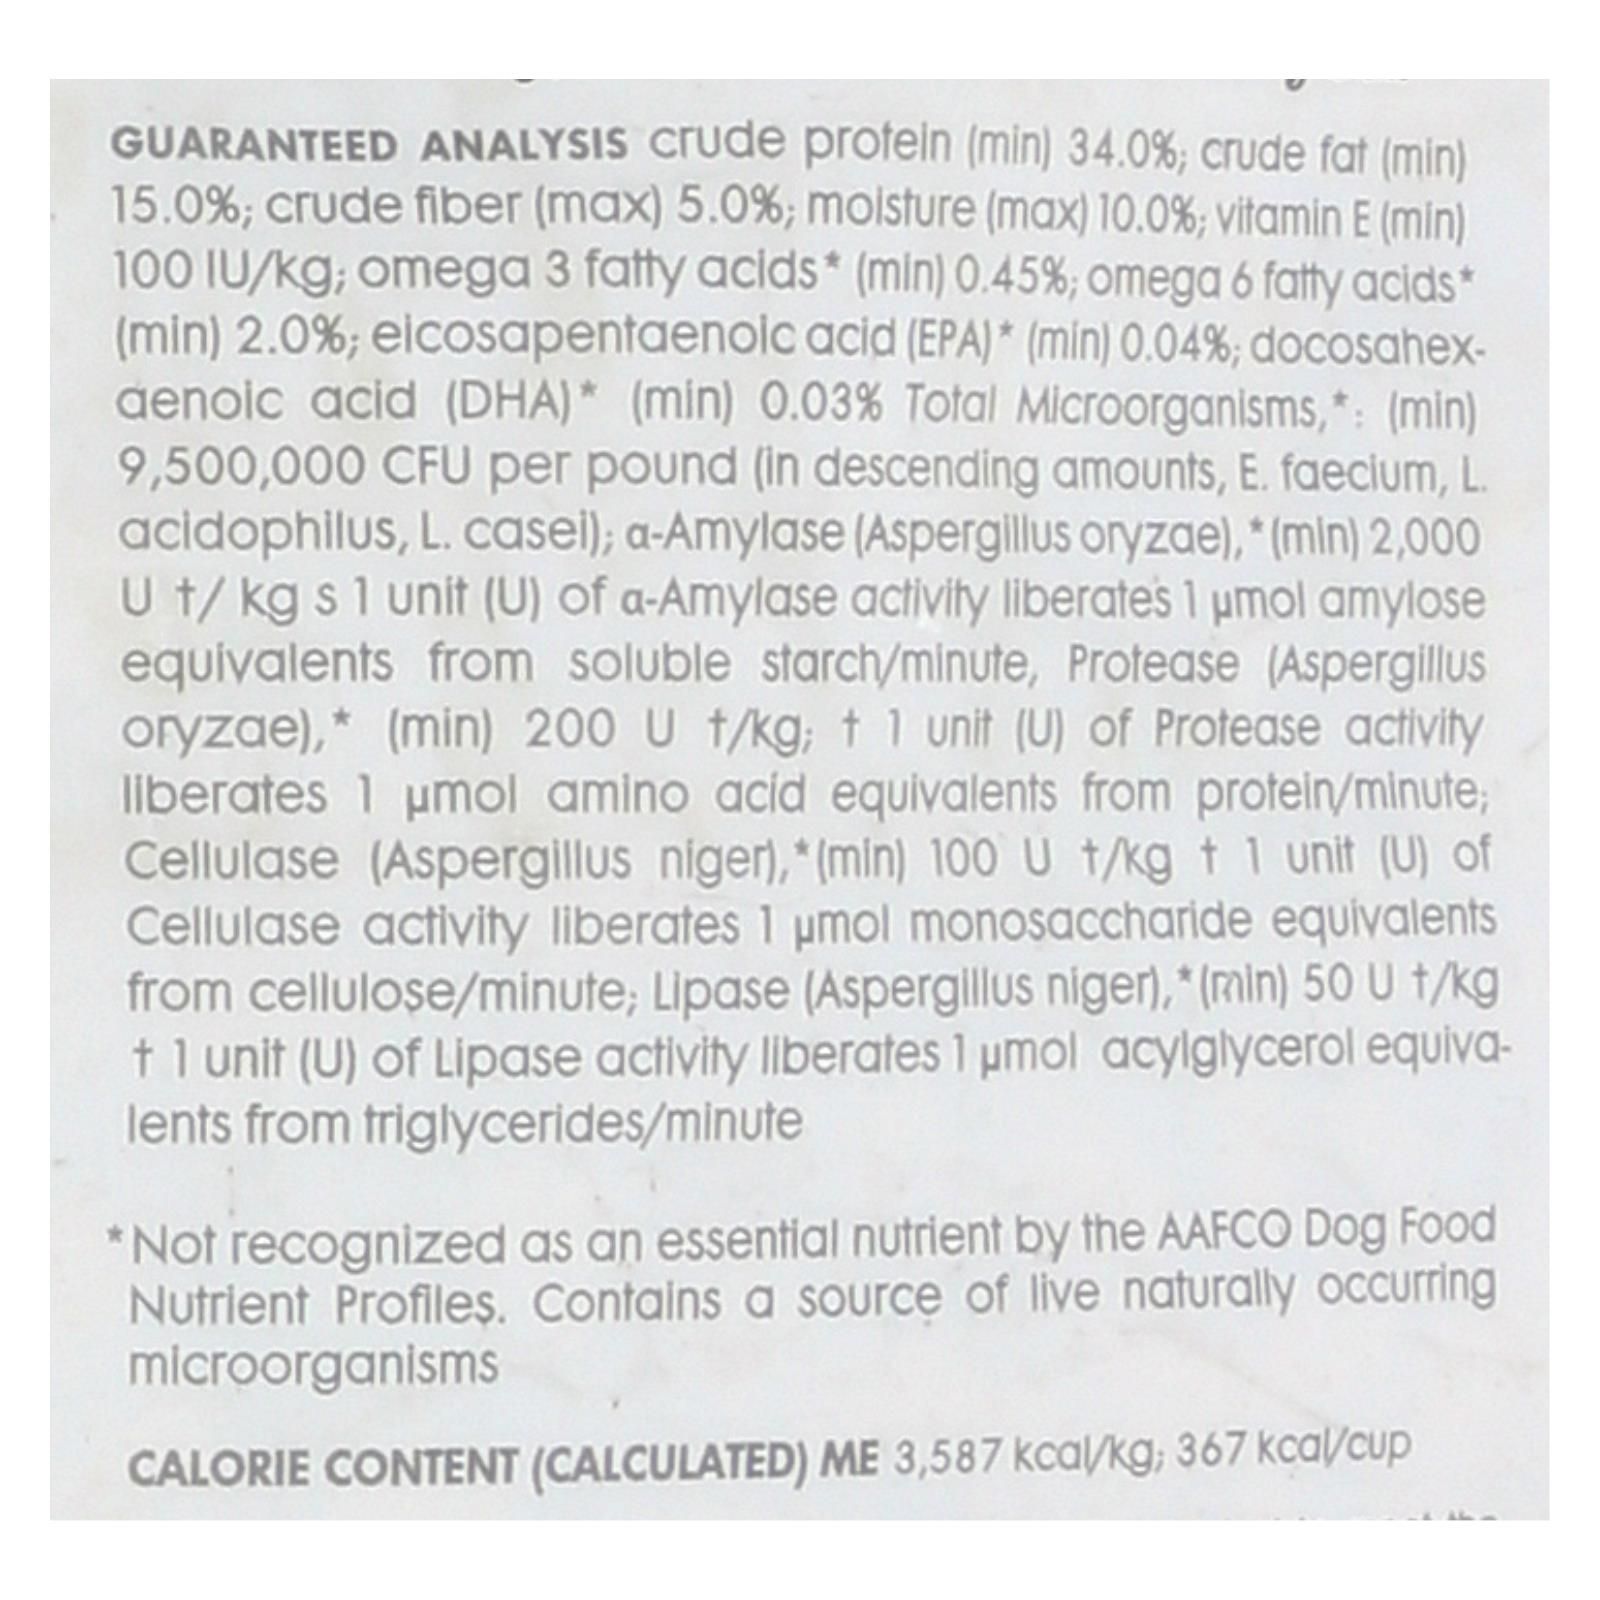 GUARANTEED ANALYSIS crude protein (min) 34.0%; crude fat (min)
15.0%; crude fiber (max) 5.0%; moisture (max) 10.0%; vitamin E (min)
100 IU/kg; omega 3 fatty acids* (min) 0.45%; omega 6 fatty acids*
(min) 2.0%; eicosapentaenoic acid (EPA)* (min) 0.04%; docosahex-
aenoic acid (DHA)* (min) 0.03% Total Microorganisms,*: (min)
9,500,000 CFU per pound (in descending amounts, E. faecium, L.
acidophilus, L. casei); α-Amylase (Aspergillus oryzae),*(min) 2,000
U †/ kg s 1 unit (U) of α-Amylase activity liberates 1 µmol amylose
equivalents from soluble starch/minute, Protease (Aspergillus
oryzae),* (min) 200 U †/kg; † 1 unit (U) of Protease activity
liberates 1 µmol amino acid equivalents from protein/minute;
Cellulase (Aspergillus niger),*(min) 100 U †/kg † 1 unit (U) of
Cellulase activity liberates 1 µmol monosaccharide equivalents
from cellulose/minute; Lipase (Aspergillus niger),*(min) 50 U †/kg
† 1 unit (U) of Lipase activity liberates 1 µmol acylglycerol equiva-
lents from triglycerides/minute
*Not recognized as an essential nutrient by the AAFCO Dog Food
Nutrient Profiles. Contains a source of live naturally occurring
microorganisms
CALORIE CONTENT (CALCULATED) ME 3,587 kcal/kg; 367 kcal/cup